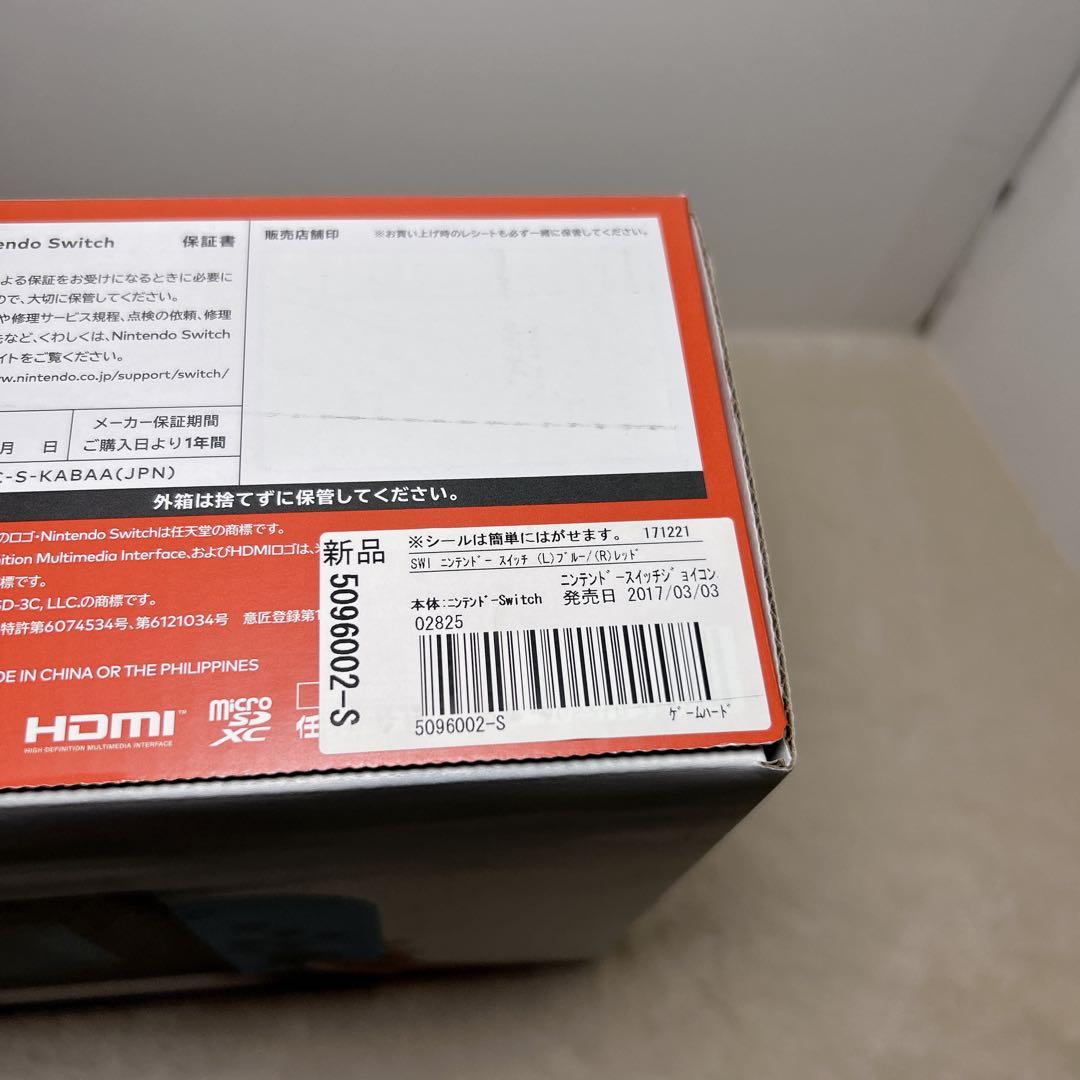 endo Switch 保証書
よる保証をお受けになるときに必要に
ので、大切に保管してください。
や修理サービス規程、点検の依頼、修理
など、くわしくは、Nintendo Switch
イトをご覧ください。
ww.nintendo.co.jp/support/switch/
月 日
メーカー保証期間
ご購入日より1年間
C-S-KABAA(JPN)
販売店舗印 ※お買い上げ時のレシートも必ず一緒に保管してください。
外箱は捨てずに保管してください。
のロゴ・Nintendo Switchは任天堂の商標です。
nition Multimedia Interface、およびHDMIロゴは、
標です。
SD-3C, LLC.の商標です。
特許第6074534号、第6121034号 意匠登録第1
DE IN CHINA OR THE PHILIPPINES
HDMI™
HIGH-DEFINITION MULTIMEDIA INTERFACE
micro
SD
XC
任
新品
5096002-S
※シールは簡単にはがせます。 171221
SWI ﾆﾝﾃﾝﾄﾞｰ ｽｲｯﾁ (L)ﾌﾞﾙｰ/(R)ﾚｯﾄﾞ
ﾆﾝﾃﾝﾄﾞｰｽｲｯﾁｼﾞｮｲｺﾝ
本体:ﾆﾝﾃﾝﾄﾞｰSwitch 発売日 2017/03/03
02825
5096002-S ｹﾞｰﾑﾊｰﾄﾞ